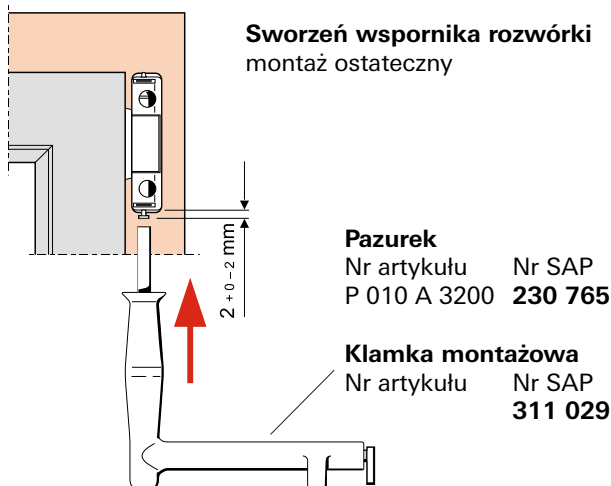 Sworzeń wspornika rozwórki
montaż ostateczny
2 +0 –2 mm
Pazurek
Nr artykułu Nr SAP
P 010 A 3200 230 765
Klamka montażowa
Nr artykułu Nr SAP
311 029